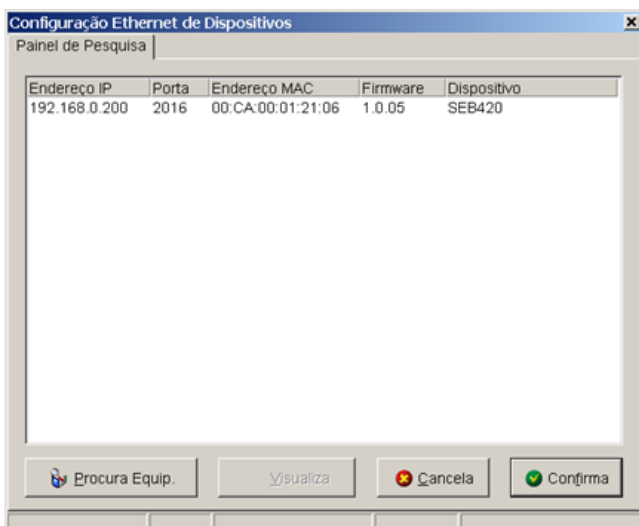 Configuração Ethernet de Dispositivos
Painel de Pesquisa
Endereço IP Porta Endereço MAC Firmware Dispositivo
192.168.0.200 2016 00:CA:00:01:21:06 1.0.05 SEB420
Procura Equip. Visualiza Cancela Confirma